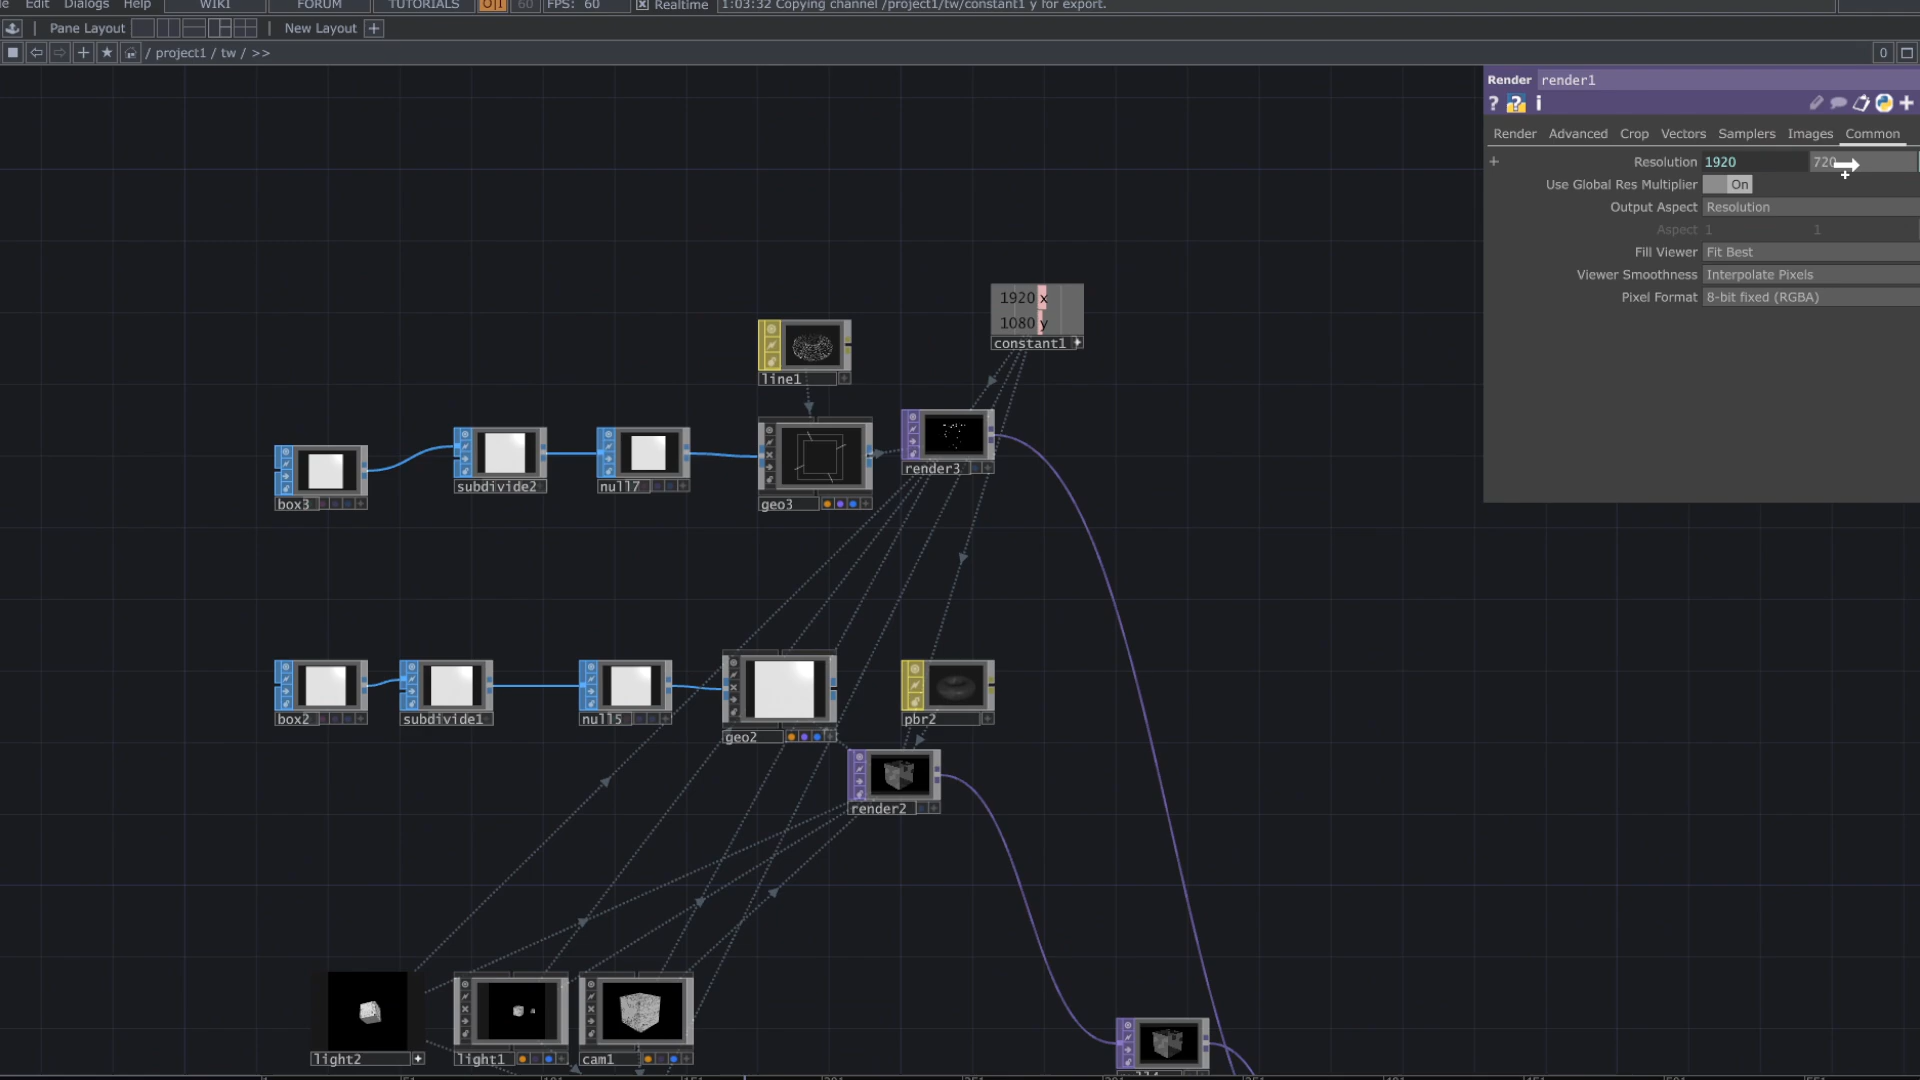 Edit Dialogs Help WIKI FORUM TUTORIALS O|I 60 FPS: 60 Realtime 1:03:32 Copying channel /project1/tw/constant1 y for export.
Pane Layout New Layout +
/ project1 / tw / >> 0
Render render1
? ? i
Render Advanced Crop Vectors Samplers Images Common
+ Resolution 1920 720
Use Global Res Multiplier On
Output Aspect Resolution
Aspect 1 1
Fill Viewer Fit Best
Viewer Smoothness Interpolate Pixels
Pixel Format 8-bit fixed (RGBA)
1920 x
1080 y
constant1
line1
render3
subdivide2 null7
box3 geo3
box2 subdivide1 null5 pbr2
geo2
render2
light2 light1 cam1